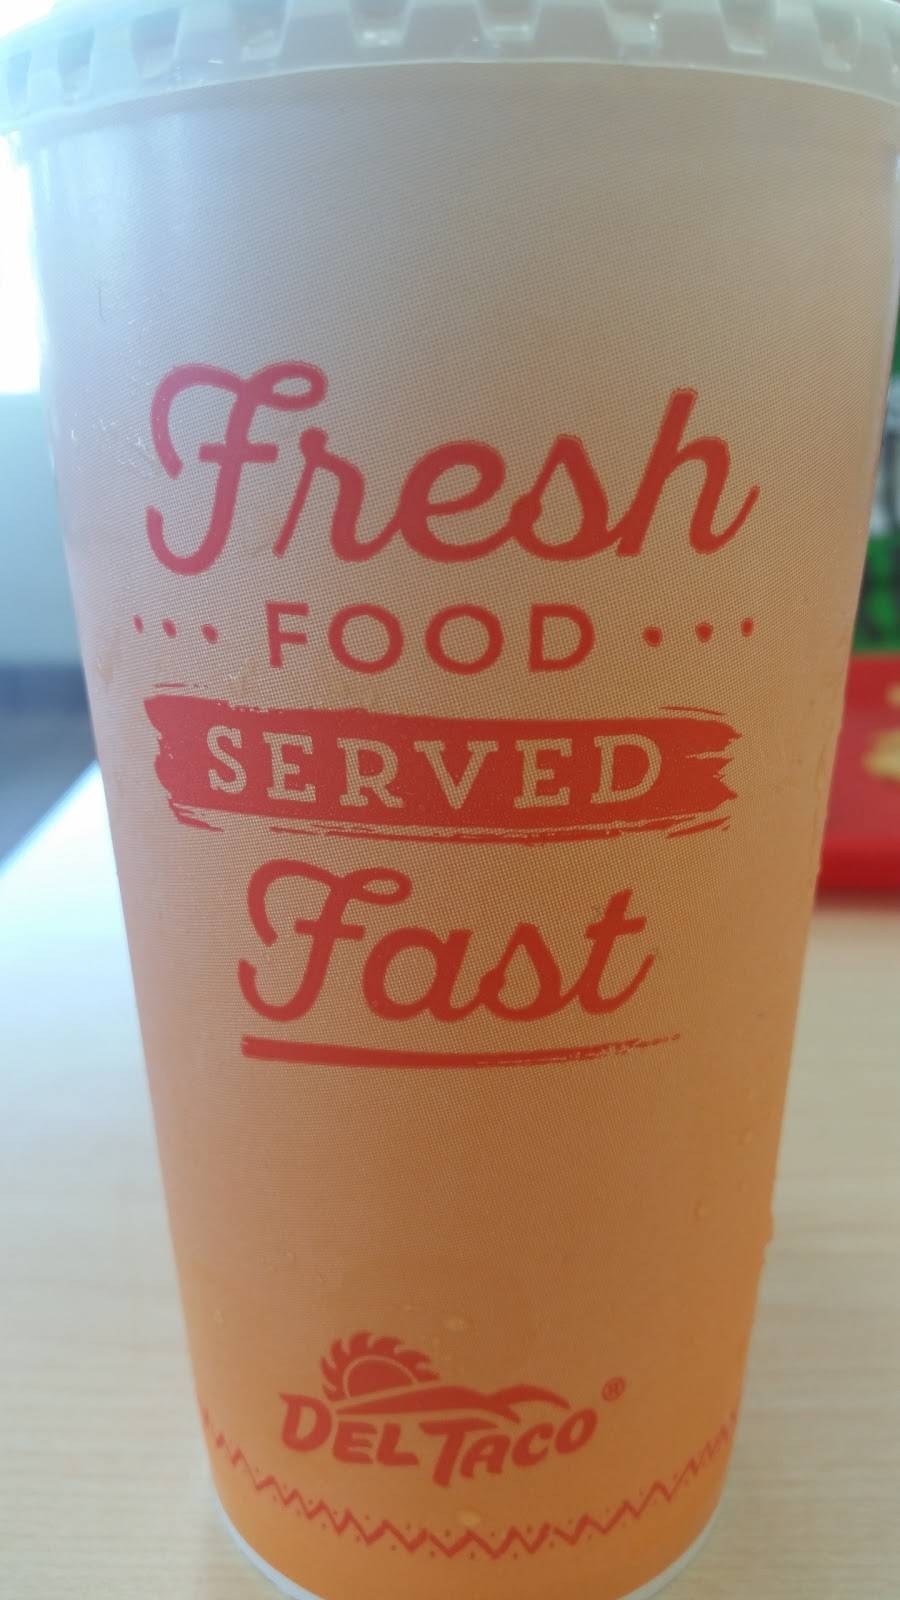 Fresh
FOOD
SERVED
Fast
DEL TACO®